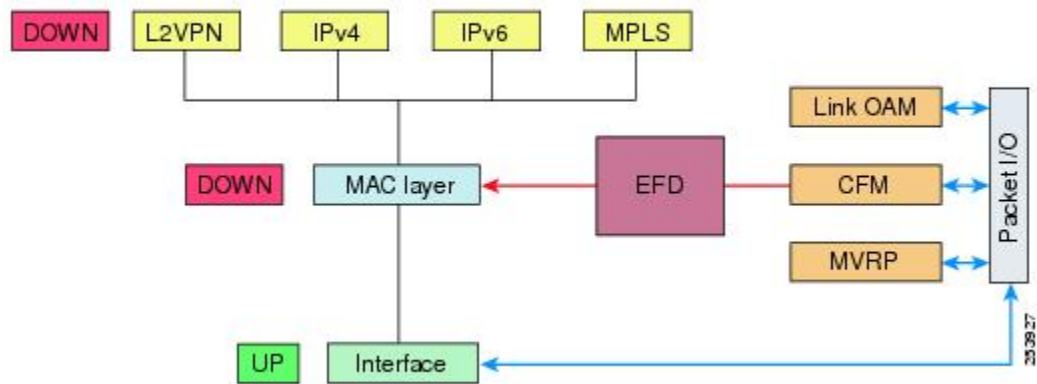 DOWN
L2VPN
IPv4
IPv6
MPLS
Link OAM
DOWN
MAC layer
EFD
CFM
Packet I/O
MVRP
UP
Interface
253927